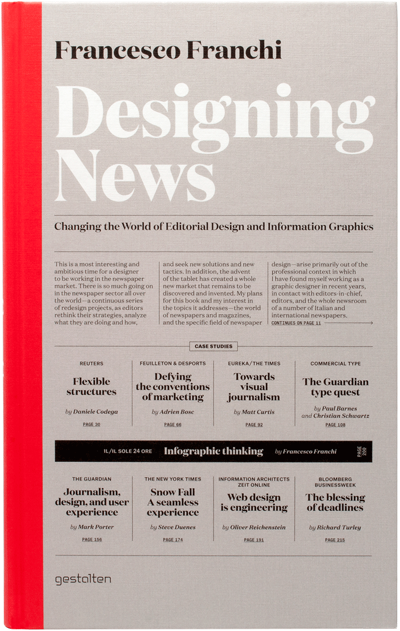 Francesco Franchi
Designing
News
Changing the World of Editorial Design and Information Graphics
This is a most interesting and
ambitious time for a designer
to be working in the newspaper
market. There is so much going on
in the newspaper sector all over
the world—a continuous series
of redesign projects, as editors
rethink their strategies, analyze
what they are doing and how,
and seek new solutions and new
tactics. In addition, the advent
of the tablet has created a whole
new market that remains to be
discovered and invented. My plans
for this book and my interest in
the topics it addresses—the world
of newspapers and magazines,
and the specific field of newspaper
design—arise primarily out of the
professional context in which
I have found myself working as a
graphic designer in recent years,
in contact with editors-in-chief,
editors, and the whole newsroom
of a number of Italian and
international newspapers.
CONTINUES ON PAGE 11
CASE STUDIES
REUTERS
Flexible
structures
by Daniele Codega
PAGE 30
FEUILLETON & DESPORTS
Defying
the conventions
of marketing
by Adrien Bosc
PAGE 60
EUREKA/THE TIMES
Towards
visual
journalism
by Matt Curtis
PAGE 92
COMMERCIAL TYPE
The Guardian
type quest
by Paul Barnes
and Christian Schwartz
PAGE 108
IL/IL SOLE 24 ORE
Infographic thinking
by Francesco Franchi
PAGE
THE GUARDIAN
Journalism,
design, and user
experience
by Mark Porter
THE NEW YORK TIMES
Snow Fall
A seamless
experience
by Steve Duenes
PAGE 174
INFORMATION ARCHITECTS
ZEIT ONLINE
Web design
is engineering
by Oliver Reichenstein
PAGE 191
BLOOMBERG
BUSINESSWEEK
The blessing
of deadlines
by Richard Turley
PAGE 215
gestalten